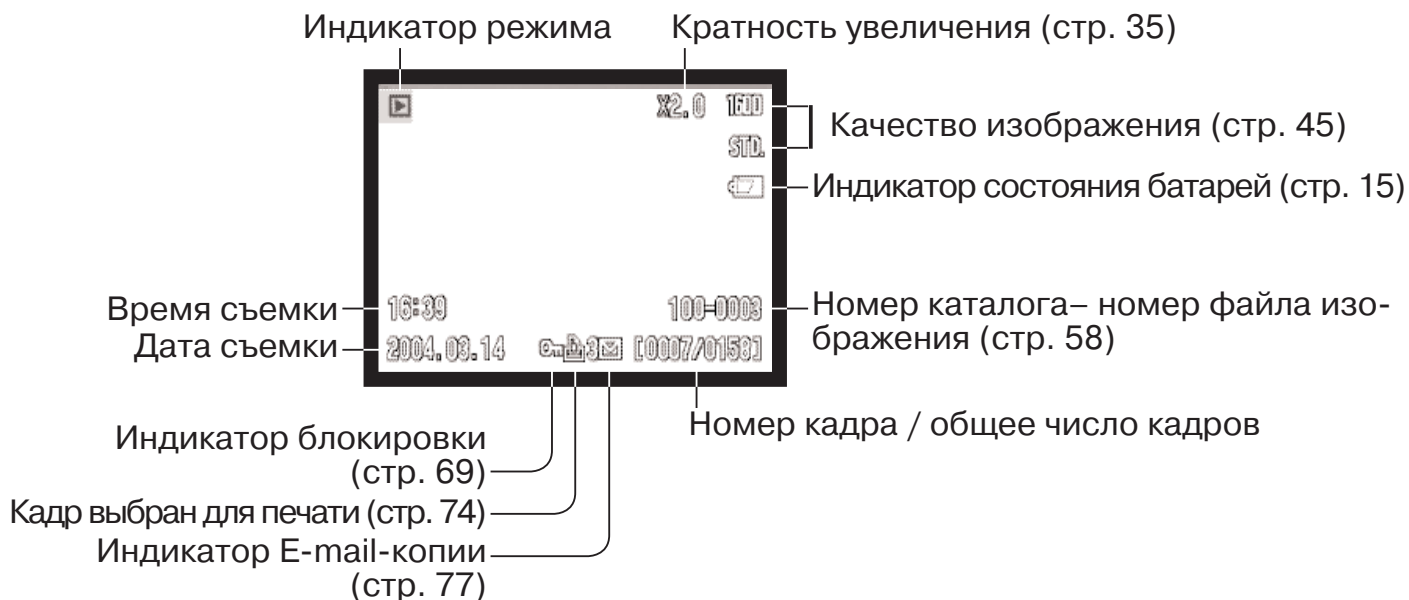 Индикатор режима
Кратность увеличения (стр. 35)
X2.0 1600
Качество изображения (стр. 45)
STD.
Индикатор состояния батарей (стр. 15)
Время съемки
16:39
100-0003
Номер каталога– номер файла изо-
бражения (стр. 58)
Дата съемки
2004.03.14
3
[0007/0158]
Номер кадра / общее число кадров
Индикатор блокировки
(стр. 69)
Кадр выбран для печати (стр. 74)
Индикатор E-mail-копии
(стр. 77)